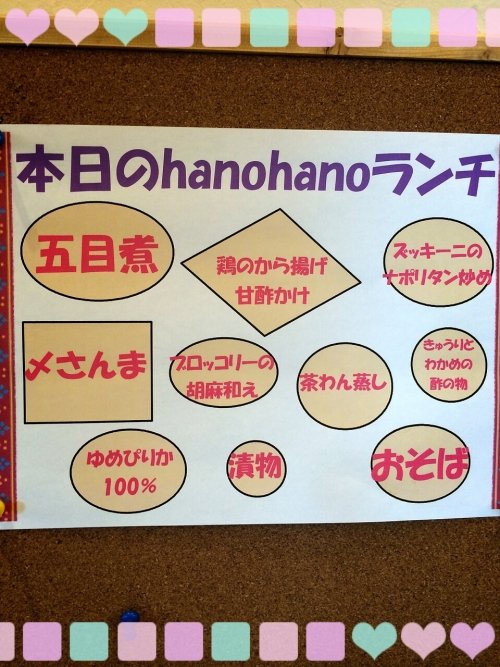 本日のhanohanoランチ
五目煮
鶏のから揚げ
甘酢かけ
ズッキーニの
ナポリタン炒め
〆さんま
ブロッコリーの
胡麻和え
茶わん蒸し
きゅうりと
わかめの
酢の物
ゆめぴりか
100%
漬物
おそば